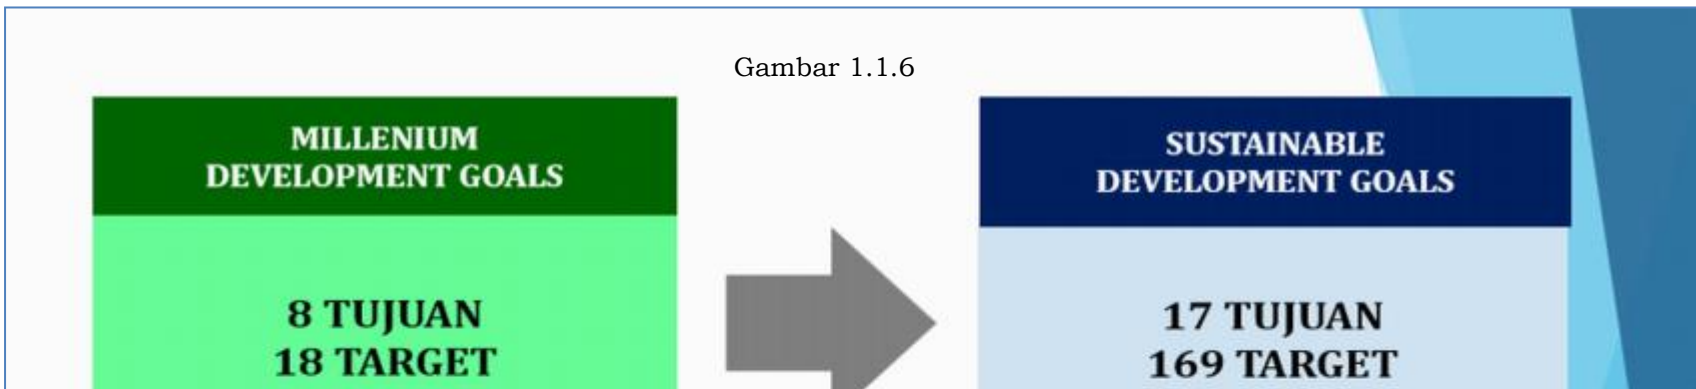 Gambar 1.1.6
MILLENIUM
DEVELOPMENT GOALS
8 TUJUAN
18 TARGET
SUSTAINABLE
DEVELOPMENT GOALS
17 TUJUAN
169 TARGET